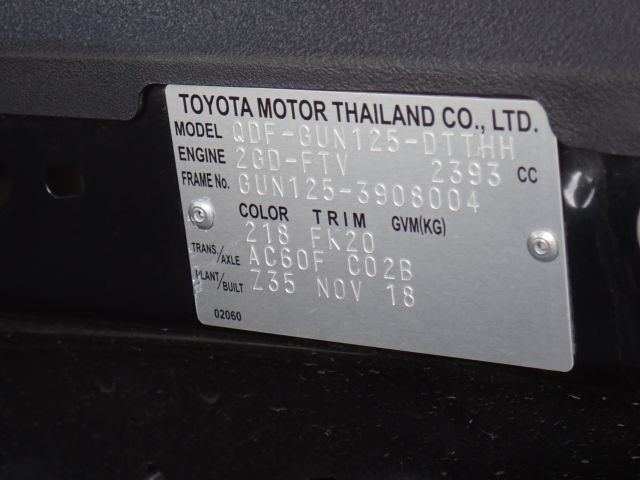 TOYOTA MOTOR THAILAND CO., LTD.
MODEL QDF-GUN125-DTTHH
ENGINE 2GD-FTV 2393 CC
FRAME No. GUN125-3908004
COLOR TRIM GVM(KG)
218 FK20
TRANS/AXLE AC60F C02B
PLANT/BUILT Z35 NOV 18
02060